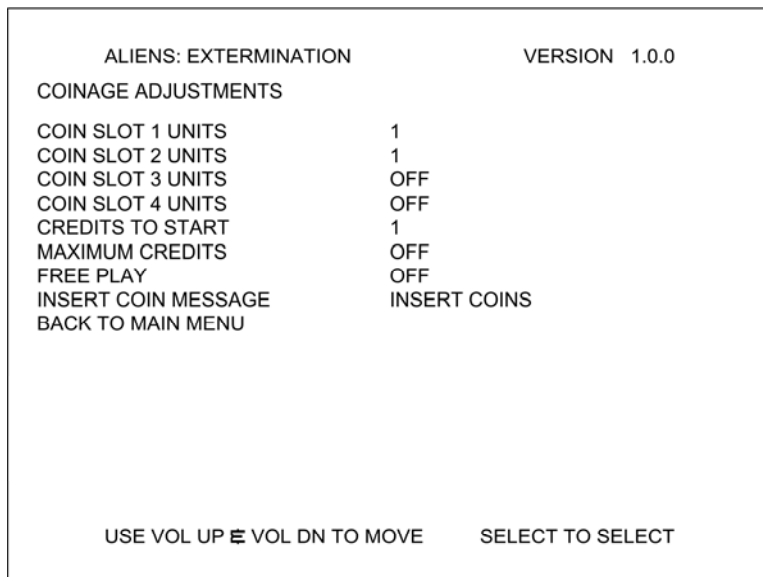 ALIENS: EXTERMINATION VERSION 1.0.0
COINAGE ADJUSTMENTS
COIN SLOT 1 UNITS 1
COIN SLOT 2 UNITS 1
COIN SLOT 3 UNITS OFF
COIN SLOT 4 UNITS OFF
CREDITS TO START 1
MAXIMUM CREDITS OFF
FREE PLAY OFF
INSERT COIN MESSAGE INSERT COINS
BACK TO MAIN MENU
USE VOL UP & VOL DN TO MOVE SELECT TO SELECT